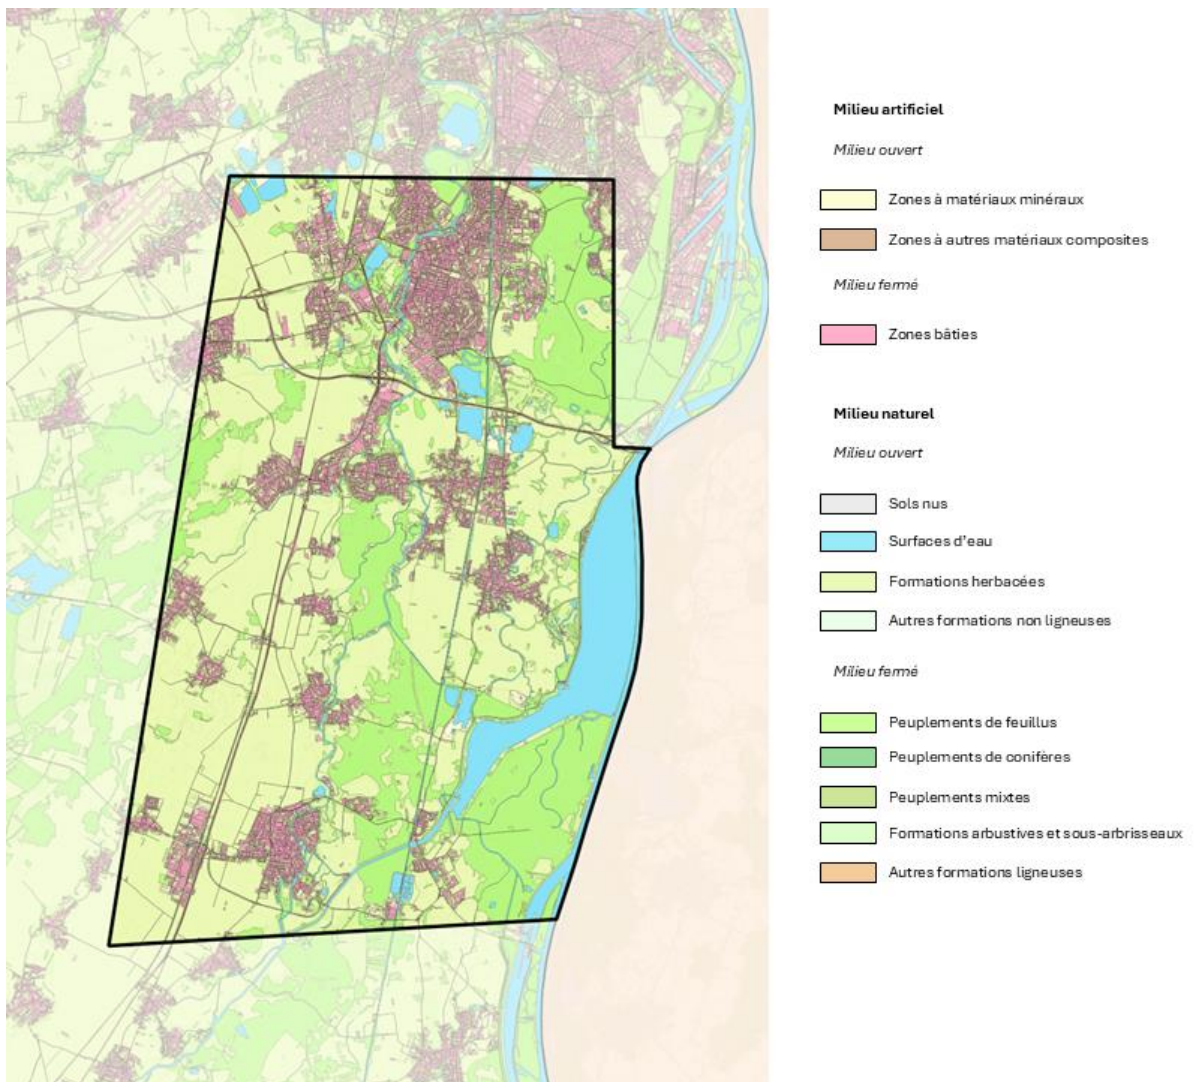 Milieu artificiel
Milieu ouvert
Zones à matériaux minéraux
Zones à autres matériaux composites
Milieu fermé
Zones bâties
Milieu naturel
Milieu ouvert
Sols nus
Surfaces d'eau
Formations herbacées
Autres formations non ligneuses
Milieu fermé
Peuplements de feuillus
Peuplements de conifères
Peuplements mixtes
Formations arbustives et sous-arbrisseaux
Autres formations ligneuses